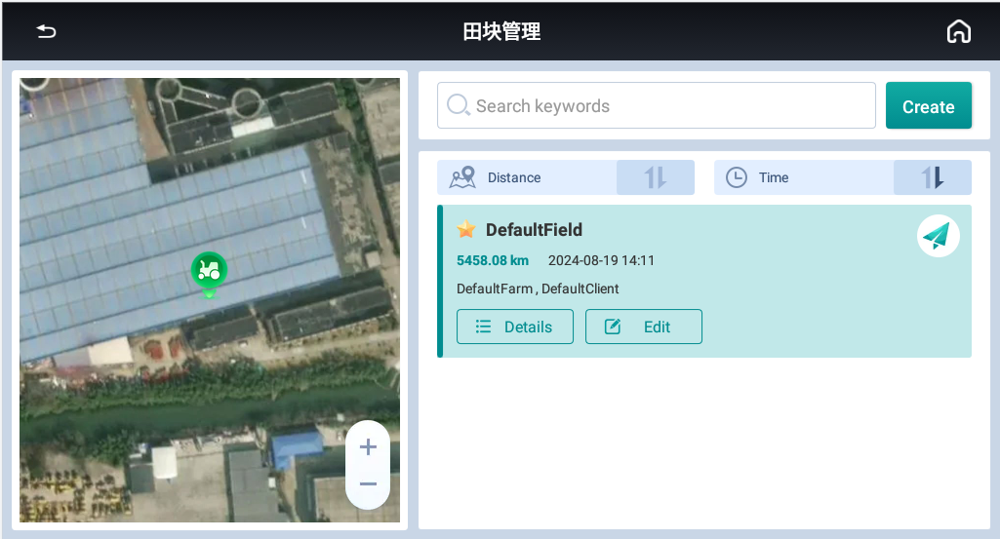 田块管理
Search keywords
Create
Distance
Time
DefaultField
5458.08 km 2024-08-19 14:11
DefaultFarm , DefaultClient
Details
Edit
+
−